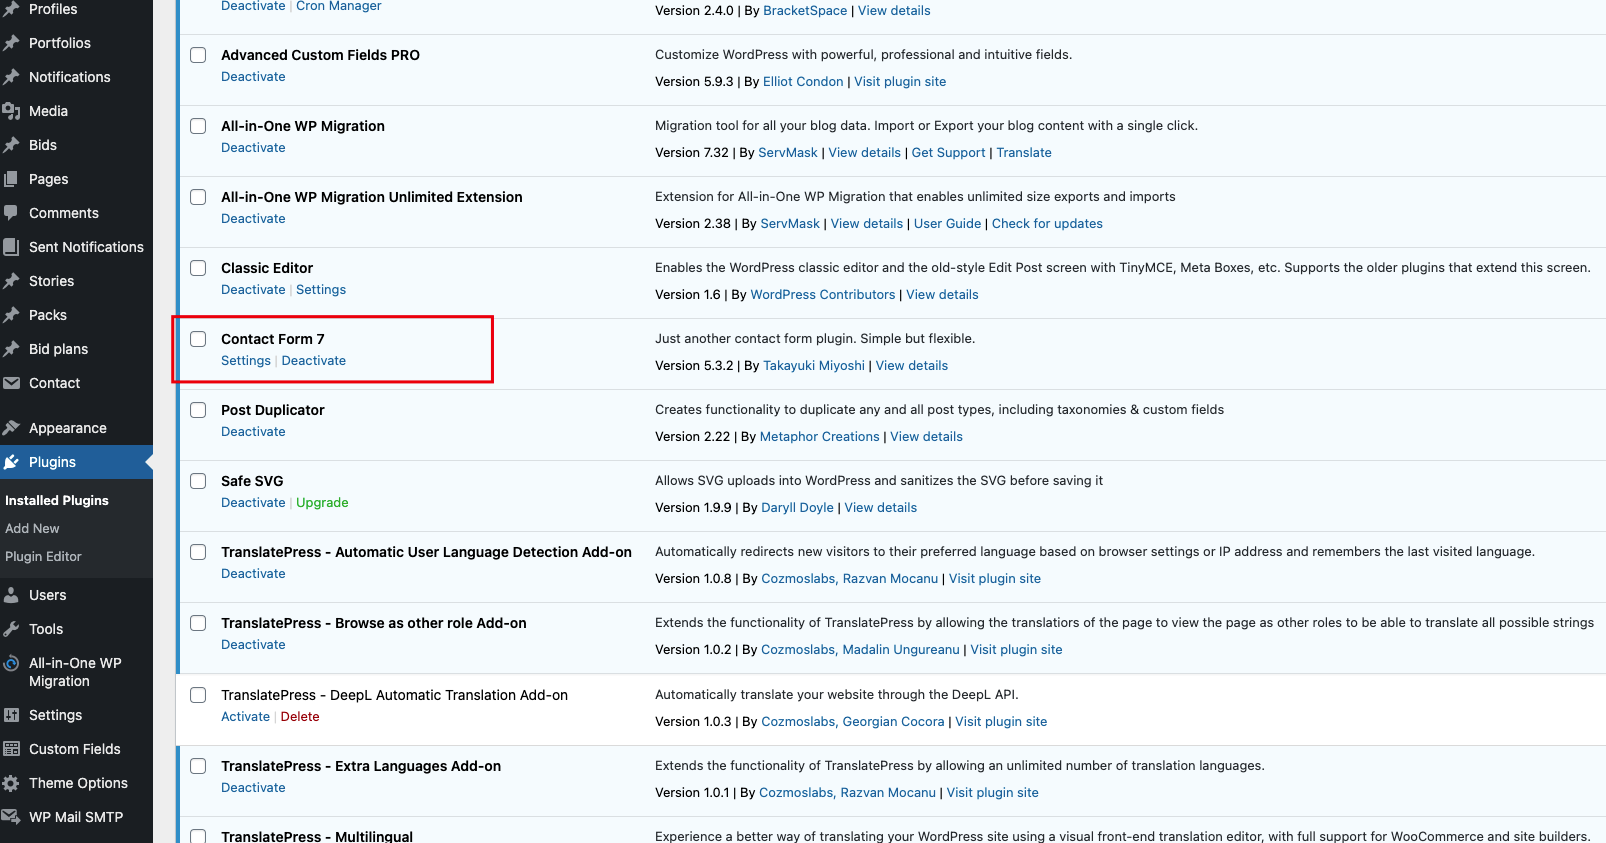 Profiles
Portfolios
Notifications
Media
Bids
Pages
Comments
Sent Notifications
Stories
Packs
Bid plans
Contact
Appearance
Plugins
Installed Plugins
Add New
Plugin Editor
Users
Tools
All-in-One WP
Migration
Settings
Custom Fields
Theme Options
WP Mail SMTP
Deactivate | Cron Manager
Version 2.4.0 | By BracketSpace | View details
Advanced Custom Fields PRO
Deactivate
Customize WordPress with powerful, professional and intuitive fields.
Version 5.9.3 | By Elliot Condon | Visit plugin site
All-in-One WP Migration
Deactivate
Migration tool for all your blog data. Import or Export your blog content with a single click.
Version 7.32 | By ServMask | View details | Get Support | Translate
All-in-One WP Migration Unlimited Extension
Deactivate
Extension for All-in-One WP Migration that enables unlimited size exports and imports
Version 2.38 | By ServMask | View details | User Guide | Check for updates
Classic Editor
Deactivate | Settings
Enables the WordPress classic editor and the old-style Edit Post screen with TinyMCE, Meta Boxes, etc. Supports the older plugins that extend this screen.
Version 1.6 | By WordPress Contributors | View details
Contact Form 7
Settings | Deactivate
Just another contact form plugin. Simple but flexible.
Version 5.3.2 | By Takayuki Miyoshi | View details
Post Duplicator
Deactivate
Creates functionality to duplicate any and all post types, including taxonomies & custom fields
Version 2.22 | By Metaphor Creations | View details
Safe SVG
Deactivate | Upgrade
Allows SVG uploads into WordPress and sanitizes the SVG before saving it
Version 1.9.9 | By Daryll Doyle | View details
TranslatePress - Automatic User Language Detection Add-on
Deactivate
Automatically redirects new visitors to their preferred language based on browser settings or IP address and remembers the last visited language.
Version 1.0.8 | By Cozmoslabs, Razvan Mocanu | Visit plugin site
TranslatePress - Browse as other role Add-on
Deactivate
Extends the functionality of TranslatePress by allowing the translatiors of the page to view the page as other roles to be able to translate all possible strings
Version 1.0.2 | By Cozmoslabs, Madalin Ungureanu | Visit plugin site
TranslatePress - DeepL Automatic Translation Add-on
Activate | Delete
Automatically translate your website through the DeepL API.
Version 1.0.3 | By Cozmoslabs, Georgian Cocora | Visit plugin site
TranslatePress - Extra Languages Add-on
Deactivate
Extends the functionality of TranslatePress by allowing an unlimited number of translation languages.
Version 1.0.1 | By Cozmoslabs, Razvan Mocanu | Visit plugin site
TranslatePress - Multilingual
Experience a better way of translating your WordPress site using a visual front-end translation editor, with full support for WooCommerce and site builders.